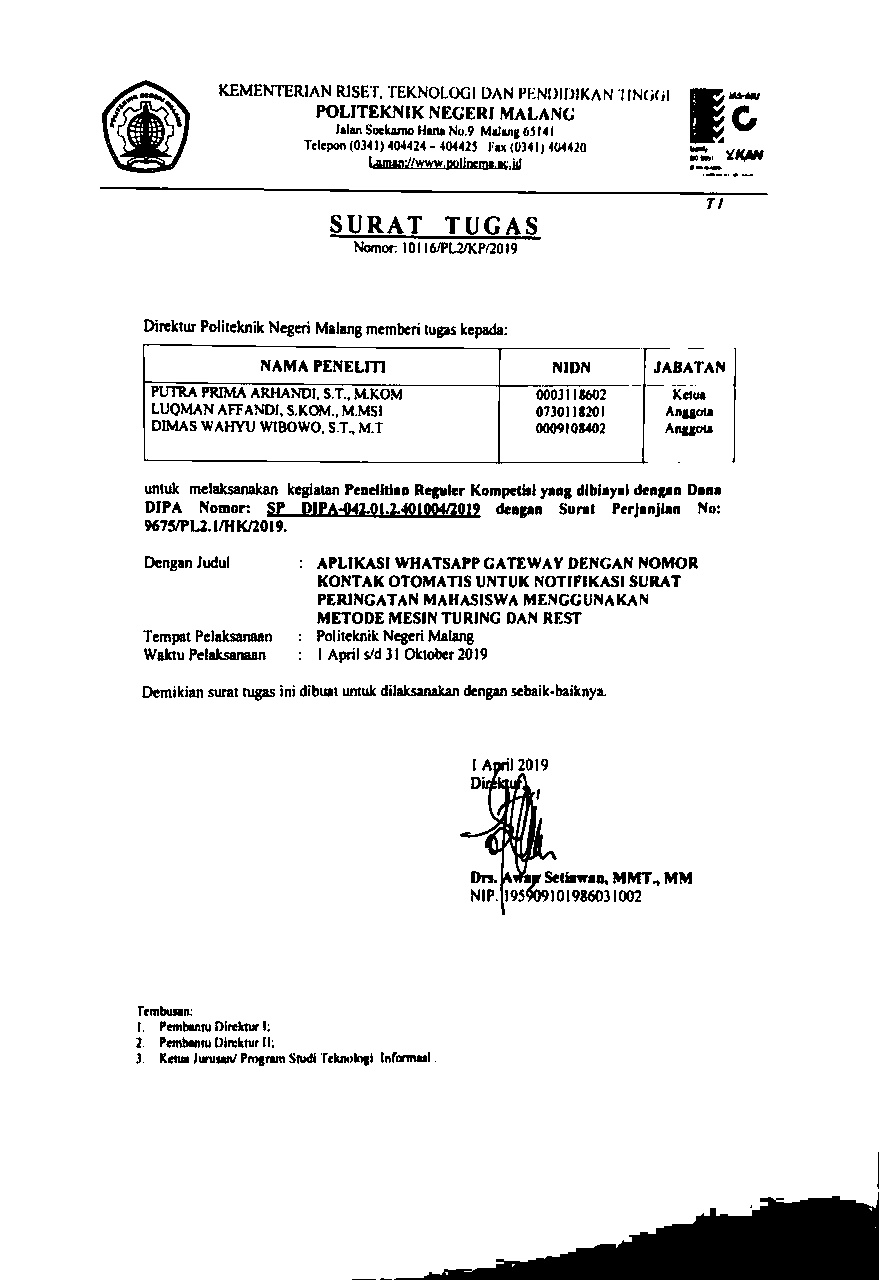 KEMENTERIAN RISET, TEKNOLOGI DAN PENDIDIKAN TINGGI
POLITEKNIK NEGERI MALANG
Jalan Soekarno Hatta No.9 Malang 65141
Telepon (0341) 404424 – 404425 Fax (0341) 404420
Laman://www.polinema.ac.id
POLITEKNIK NEGERI MALANG
C
KAN
TI
SURAT TUGAS
Nomor: 10116/PL2/KP/2019
Direktur Politeknik Negeri Malang memberi tugas kepada:
NAMA PENELITI NIDN JABATAN
PUTRA PRIMA ARHANDI, S.T., M.KOM 0003118602 Ketua
LUQMAN AFFANDI, S.KOM., M.MSI 0730118201 Anggota
DIMAS WAHYU WIBOWO, S.T., M.T 0009108402 Anggota
untuk melaksanakan kegiatan Penelitian Reguler Kompetisi yang dibiayai dengan Dana
DIPA Nomor: SP DIPA-042.01.2.401004/2019 dengan Surat Perjanjian No:
9675/PL2.1/HK/2019.
Dengan Judul : APLIKASI WHATSAPP GATEWAY DENGAN NOMOR
KONTAK OTOMATIS UNTUK NOTIFIKASI SURAT
PERINGATAN MAHASISWA MENGGUNAKAN
METODE MESIN TURING DAN REST
Tempat Pelaksanaan : Politeknik Negeri Malang
Waktu Pelaksanaan : 1 April s/d 31 Oktober 2019
Demikian surat tugas ini dibuat untuk dilaksanakan dengan sebaik-baiknya.
1 April 2019
Direktur,
Drs. Awan Setiawan, MMT., MM
NIP. 195909101986031002
Tembusan:
1. Pembantu Direktur I;
2. Pembantu Direktur II;
3. Ketua Jurusan/ Program Studi Teknologi Informasi .